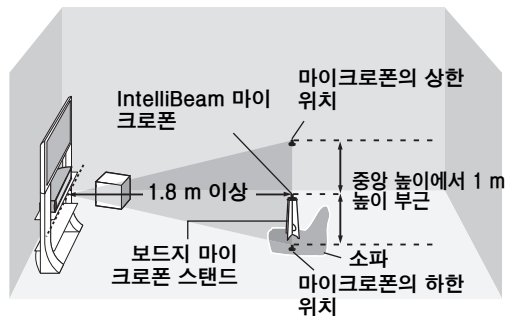 마이크로폰의 상한
위치
IntelliBeam 마이
크로폰
중앙 높이에서 1 m
높이 부근
1.8 m 이상
보드지 마이
크로폰 스탠드
소파
마이크로폰의 하한
위치